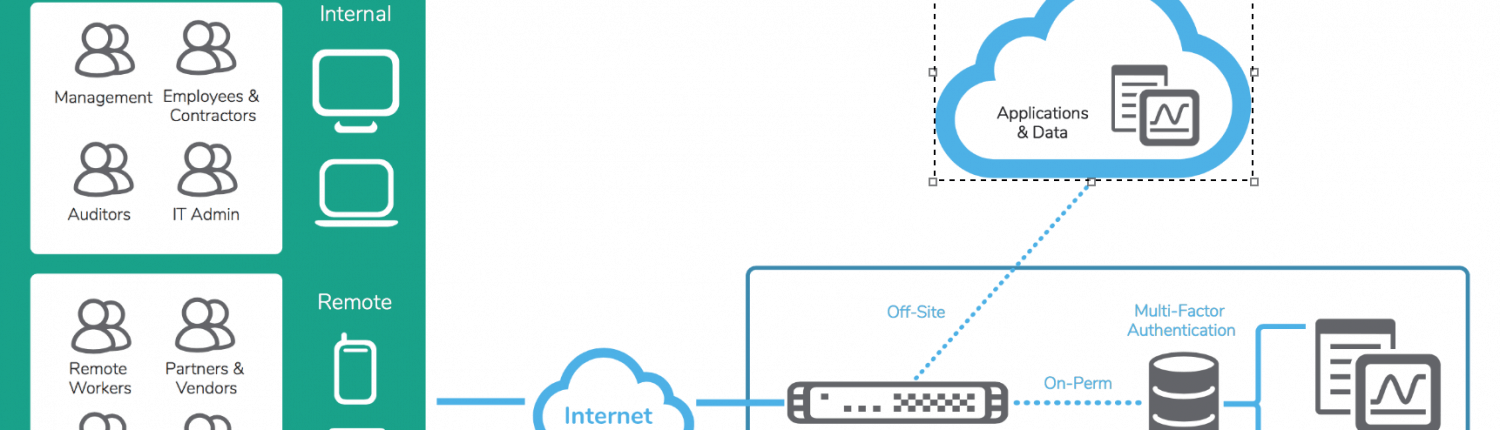 Internal
Management
Employees &
Contractors
Auditors
IT Admin
Remote
Remote
Workers
Partners &
Vendors
Internet
Applications
& Data
Off-Site
Multi-Factor
Authentication
On-Perm